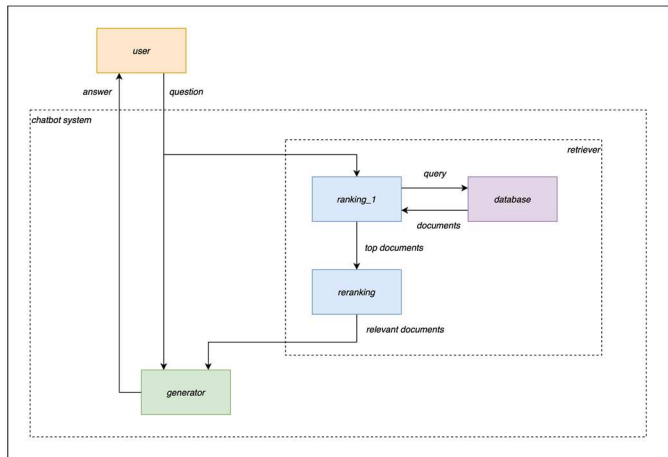 user
answer
question
chatbot system
retriever
query
ranking_1
database
documents
top documents
reranking
relevant documents
generator